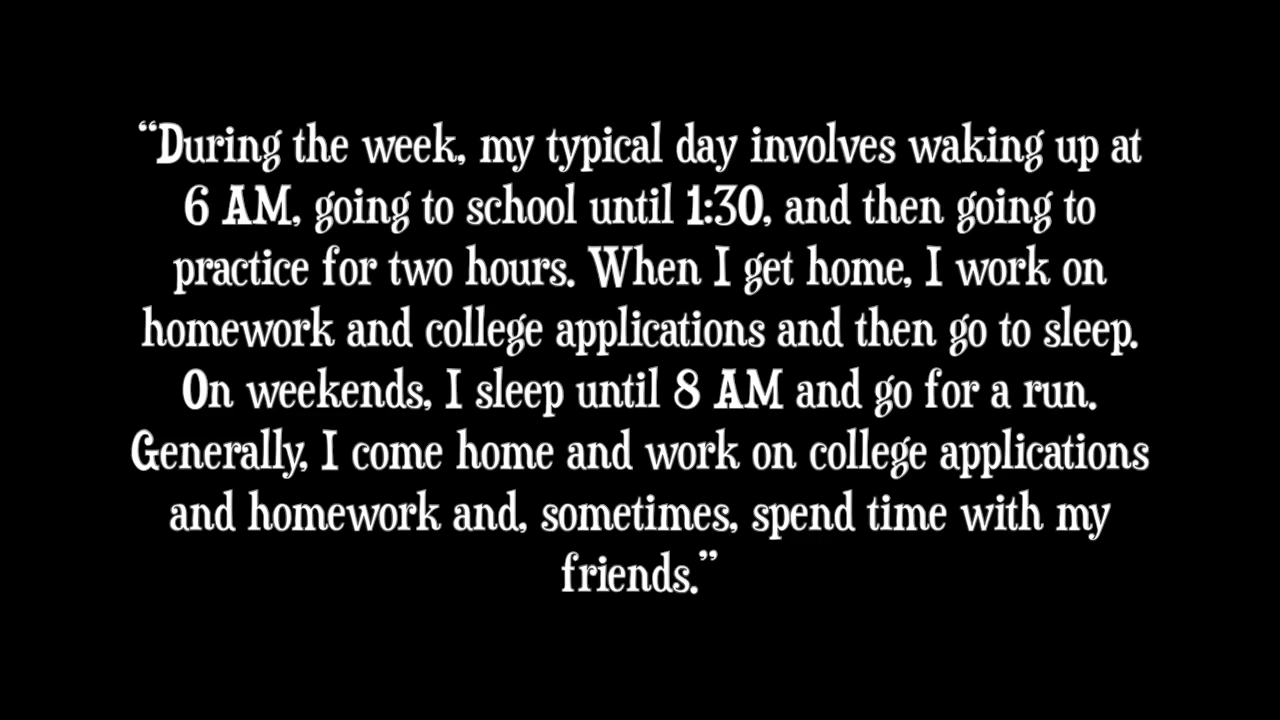 “During the week, my typical day involves waking up at
6 AM, going to school until 1:30, and then going to
practice for two hours. When I get home, I work on
homework and college applications and then go to sleep.
On weekends, I sleep until 8 AM and go for a run.
Generally, I come home and work on college applications
and homework and, sometimes, spend time with my
friends.”